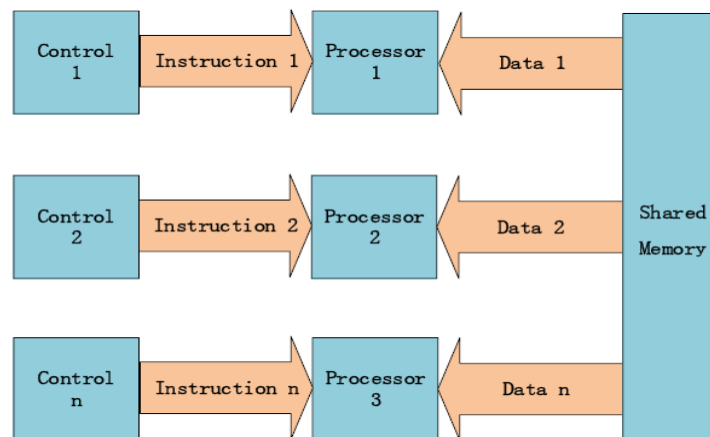 Control
1
Instruction 1
Processor
1
Data 1
Control
2
Instruction 2
Processor
2
Data 2
Shared
Memory
Control
n
Instruction n
Processor
3
Data n